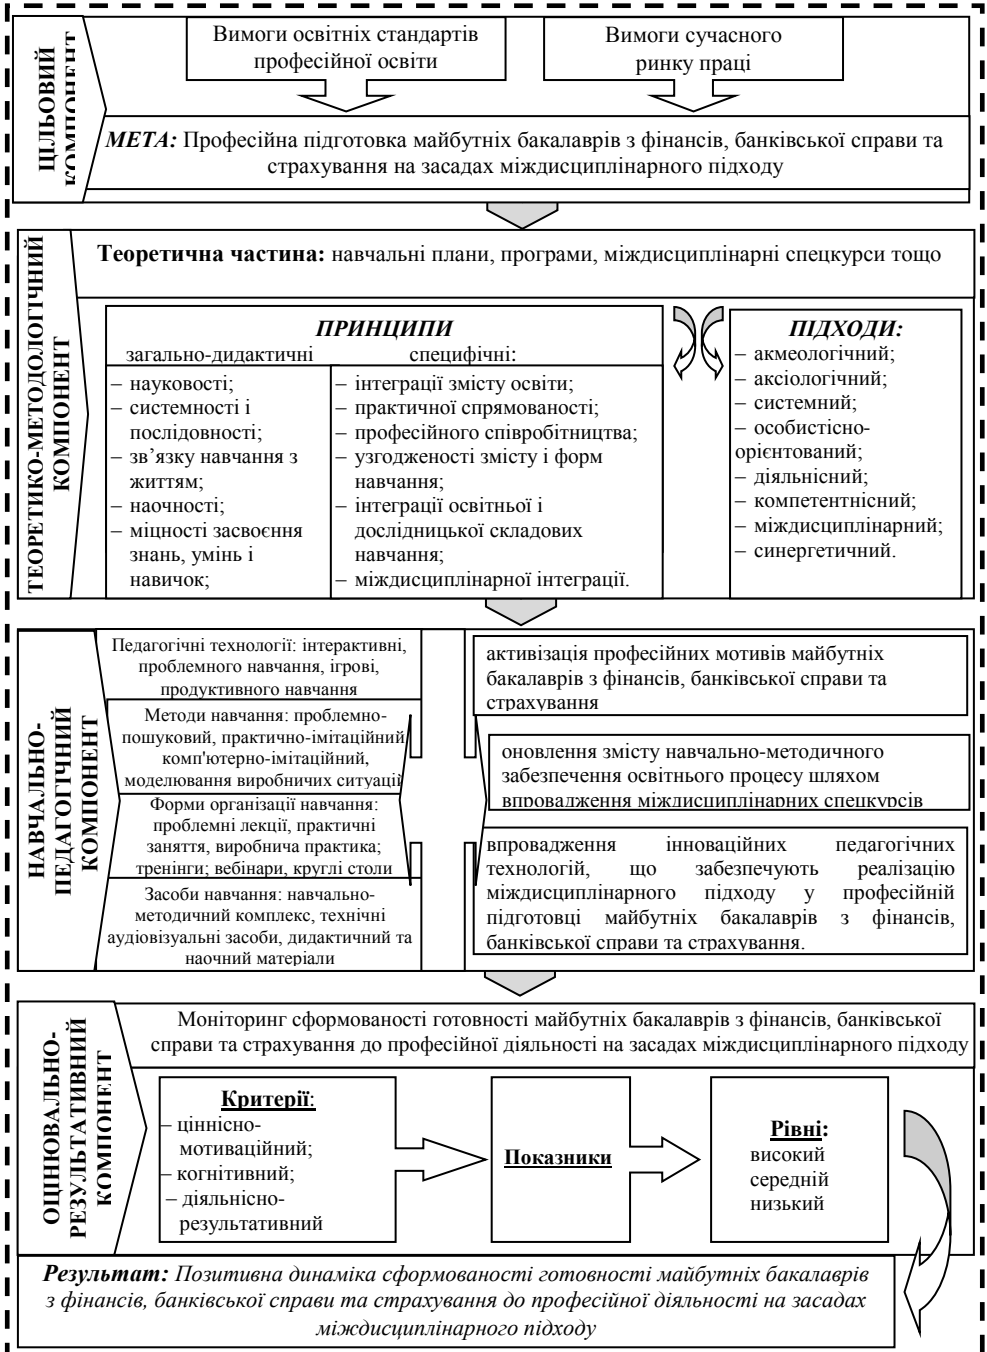 ЦІЛЬОВИЙ
КОМПОНЕНТ
Вимоги освітніх стандартів
професійної освіти
Вимоги сучасного
ринку праці
МЕТА: Професійна підготовка майбутніх бакалаврів з фінансів, банківської справи та
страхування на засадах міждисциплінарного підходу
ТЕОРЕТИКО-МЕТОДОЛОГІЧНИЙ
КОМПОНЕНТ
Теоретична частина: навчальні плани, програми, міждисциплінарні спецкурси тощо
ПРИНЦИПИ
загально-дидактичні
– науковості;
– системності і
послідовності;
– зв’язку навчання з
життям;
– наочності;
– міцності засвоєння
знань, умінь і
навичок;
специфічні:
– інтеграції змісту освіти;
– практичної спрямованості;
– професійного співробітництва;
– узгодженості змісту і форм
навчання;
– інтеграції освітньої і
дослідницької складових
навчання;
– міждисциплінарної інтеграції.
ПІДХОДИ:
– акмеологічний;
– аксіологічний;
– системний;
– особистісно-
орієнтований;
– діяльнісний;
– компетентнісний;
– міждисциплінарний;
– синергетичний.
НАВЧАЛЬНО-
ПЕДАГОГІЧНИЙ
КОМПОНЕНТ
Педагогічні технології: інтерактивні,
проблемного навчання, ігрові,
продуктивного навчання
Методи навчання: проблемно-
пошуковий, практично-імітаційний
комп'ютерно-імітаційний,
моделювання виробничих ситуацій
Форми організації навчання:
проблемні лекції, практичні
заняття, виробнича практика;
тренінги; вебінари, круглі столи
Засоби навчання: навчально-
методичний комплекс, технічні
аудіовізуальні засоби, дидактичний та
наочний матеріали
активізація професійних мотивів майбутніх
бакалаврів з фінансів, банківської справи та
страхування
оновлення змісту навчально-методичного
забезпечення освітнього процесу шляхом
впровадження міждисциплінарних спецкурсів
впровадження інноваційних педагогічних
технологій, що забезпечують реалізацію
міждисциплінарного підходу у професійній
підготовці майбутніх бакалаврів з фінансів,
банківської справи та страхування.
ОЦІНЮВАЛЬНО-
РЕЗУЛЬТАТИВНИЙ
КОМПОНЕНТ
Моніторинг сформованості готовності майбутніх бакалаврів з фінансів, банківської
справи та страхування до професійної діяльності на засадах міждисциплінарного підходу
Критерії:
– ціннісно-
мотиваційний;
– когнітивний;
– діяльнісно-
результативний
Показники
Рівні:
високий
середній
низький
Результат: Позитивна динаміка сформованості готовності майбутніх бакалаврів
з фінансів, банківської справи та страхування до професійної діяльності на засадах
міждисциплінарного підходу